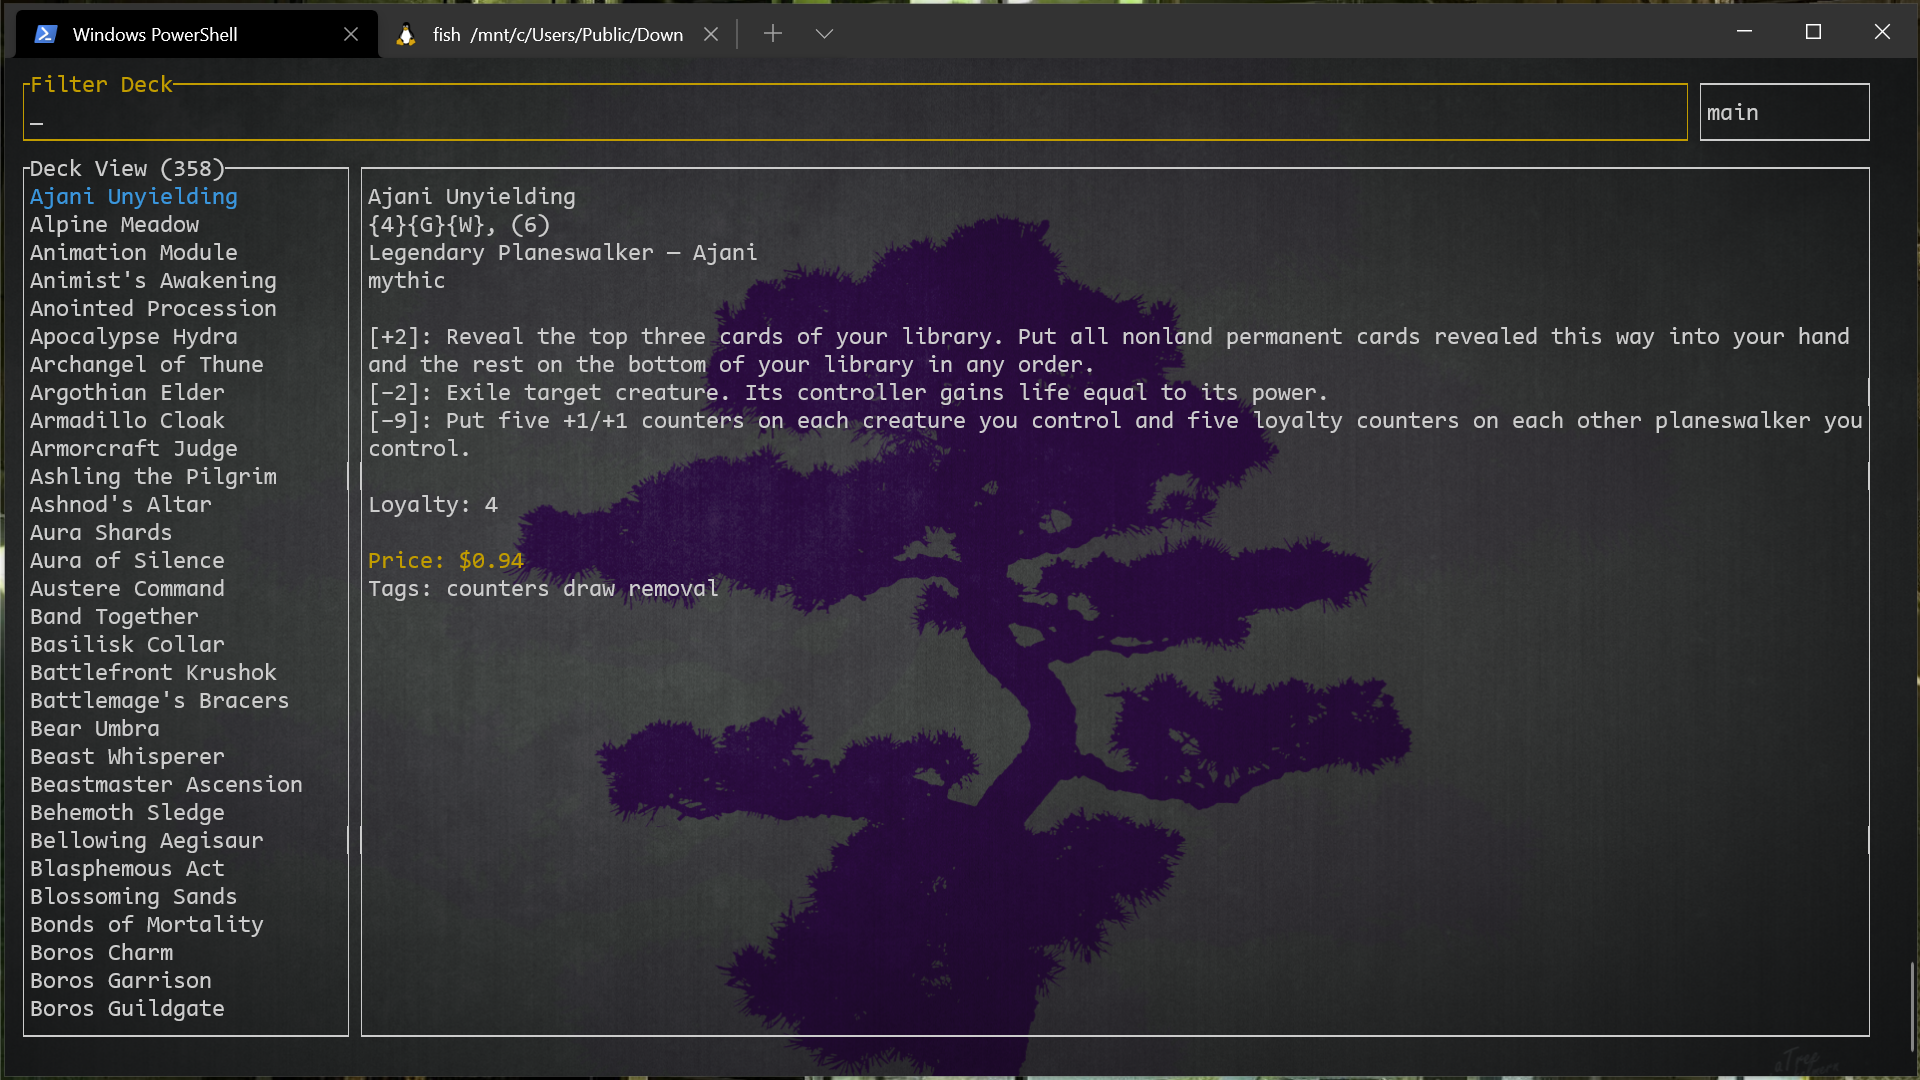 Windows PowerShell
fish /mnt/c/Users/Public/Down
Filter Deck
main
Deck View (358)
Ajani Unyielding
Alpine Meadow
Animation Module
Animist's Awakening
Anointed Procession
Apocalypse Hydra
Archangel of Thune
Argothian Elder
Armadillo Cloak
Armorcraft Judge
Ashling the Pilgrim
Ashnod's Altar
Aura Shards
Aura of Silence
Austere Command
Band Together
Basilisk Collar
Battlefront Krushok
Battlemage's Bracers
Bear Umbra
Beast Whisperer
Beastmaster Ascension
Behemoth Sledge
Bellowing Aegisaur
Blasphemous Act
Blossoming Sands
Bonds of Mortality
Boros Charm
Boros Garrison
Boros Guildgate
Ajani Unyielding
{4}{G}{W}, (6)
Legendary Planeswalker — Ajani
mythic
[+2]: Reveal the top three cards of your library. Put all nonland permanent cards revealed this way into your hand
and the rest on the bottom of your library in any order.
[−2]: Exile target creature. Its controller gains life equal to its power.
[−9]: Put five +1/+1 counters on each creature you control and five loyalty counters on each other planeswalker you
control.
Loyalty: 4
Price: $0.94
Tags: counters draw removal